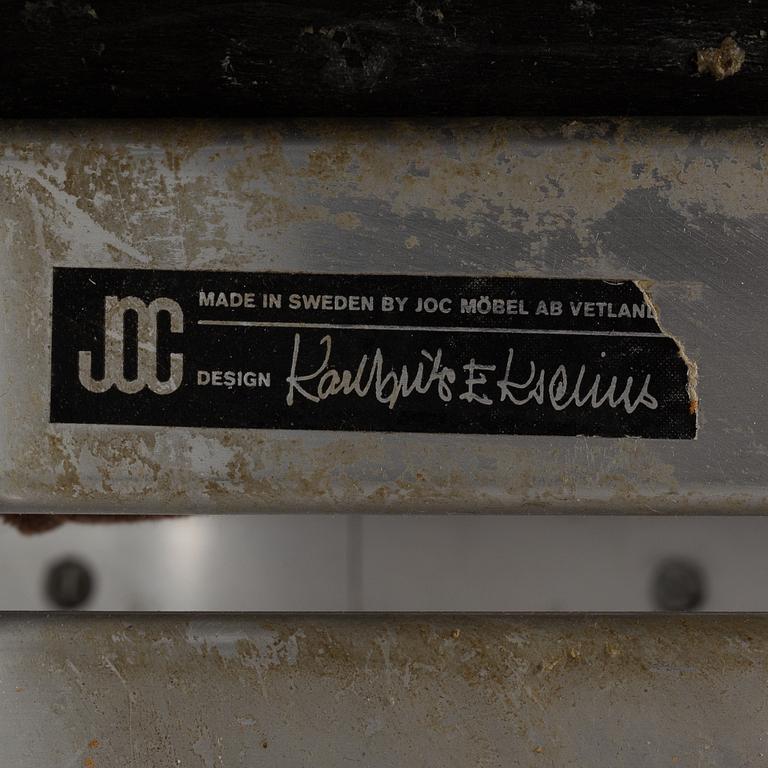 JOC
MADE IN SWEDEN BY JOC MÖBEL AB VETLAN
DESIGN Karl Erik Ekselius